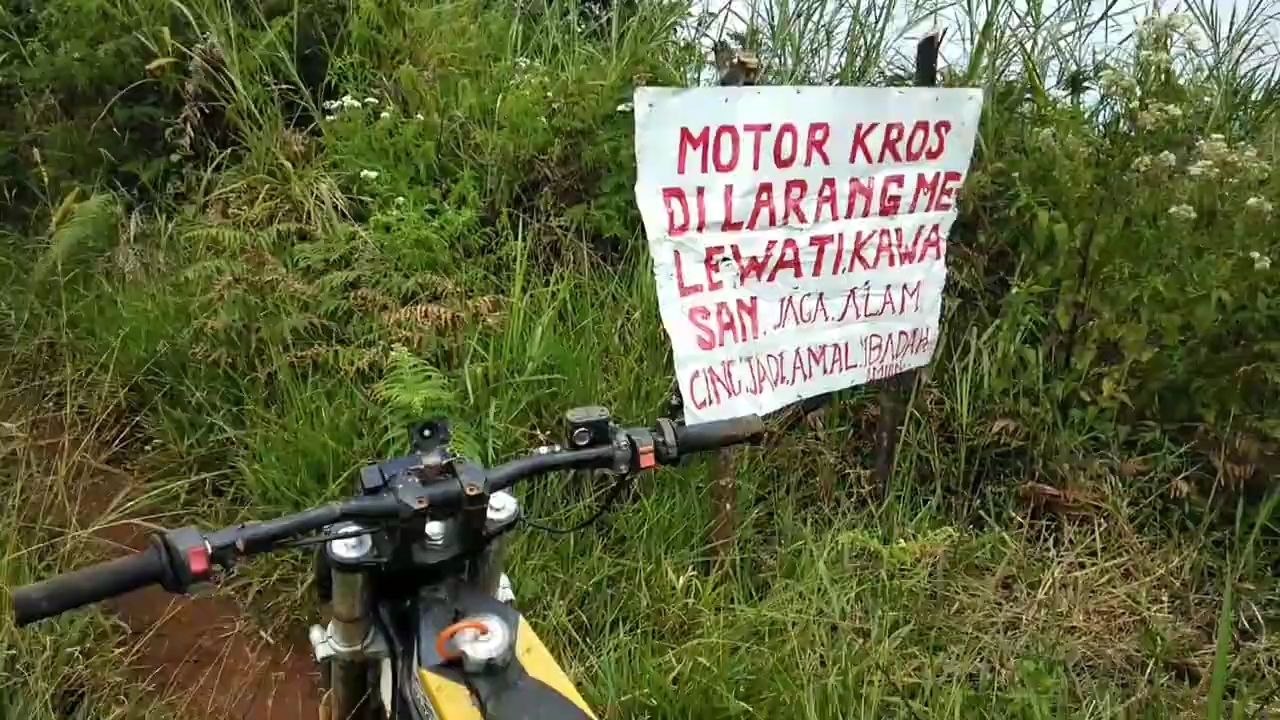 MOTOR KROS
DI LARANG ME
LEWATI.KAWA
SAN. JAGA. ALAM
CING.JADI.AMAL.IBADAH